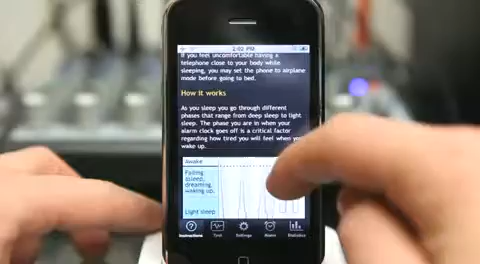 2:02 PM
If you feel uncomfortable having a
telephone close to your body while
sleeping, you may set the phone to airplane
mode before going to bed.
How it works
As you sleep you go through different
phases that range from deep sleep to light
sleep. The phase you are in when your
alarm clock goes off is a critical factor
regarding how tired you will feel when you
wake up.
Awake
Falling
asleep,
dreaming,
waking up.
Light sleep
Instructions Test Settings Alarm Statistics